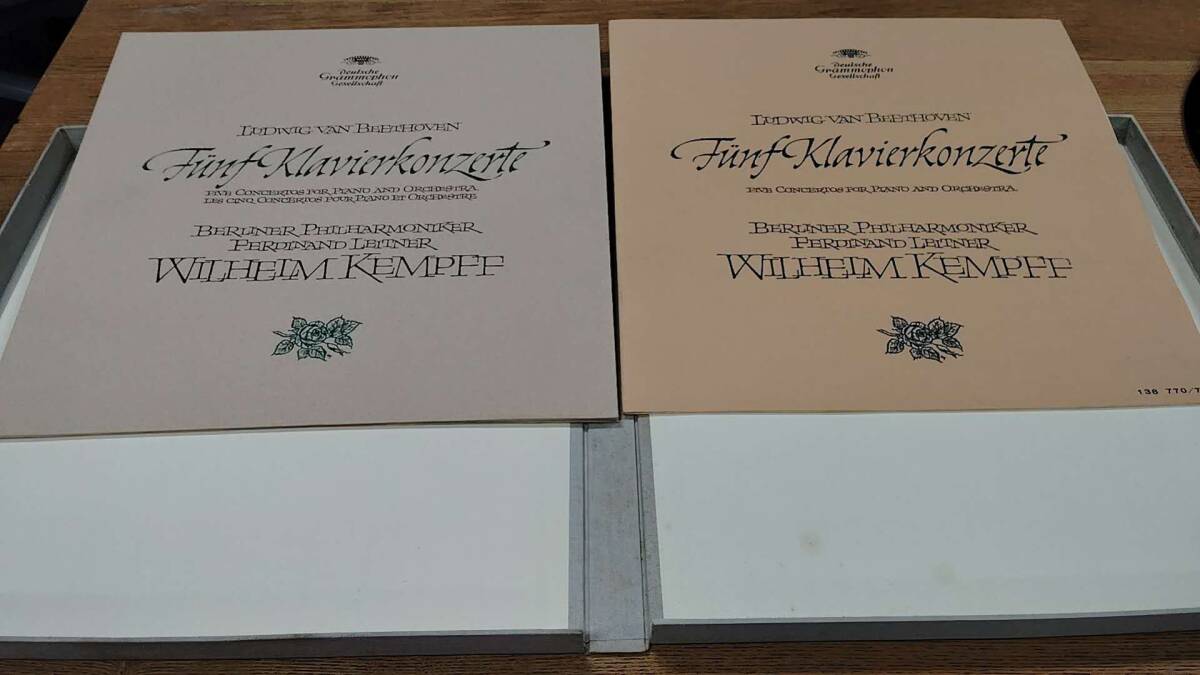 Deutsche
Grammophon
Gesellschaft
LUDWIG VAN BEETHOVEN
Fünf Klavierkonzerte
FIVE CONCERTOS FOR PIANO AND ORCHESTRA.
LES CINQ CONCERTOS POUR PIANO ET ORCHESTRE
BERLINER PHILHARMONIKER
FERDINAND LEITNER
WILHELM KEMPFF
Deutsche
Grammophon
Gesellschaft
LUDWIG VAN BEETHOVEN
Fünf Klavierkonzerte
FIVE CONCERTOS FOR PIANO AND ORCHESTRA.
BERLINER PHILHARMONIKER
FERDINAND LEITNER
WILHELM KEMPFF
138 770/7